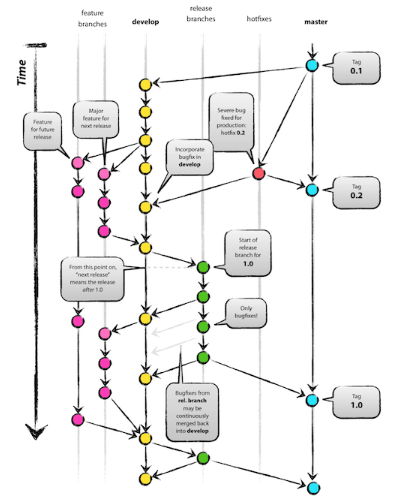 feature
branches
develop
release
branches
hotfixes
master
Time
Tag
0.1
Feature
for future
release
Major
feature for
next release
Severe bug
fixed for
production:
hotfix 0.2
Incorporate
bugfix in
develop
Tag
0.2
Start of
release
branch for
1.0
From this point on,
"next release"
means the release
after 1.0
Only
bugfixes!
Bugfixes from
rel. branch
may be
continuously
merged back
into develop
Tag
1.0